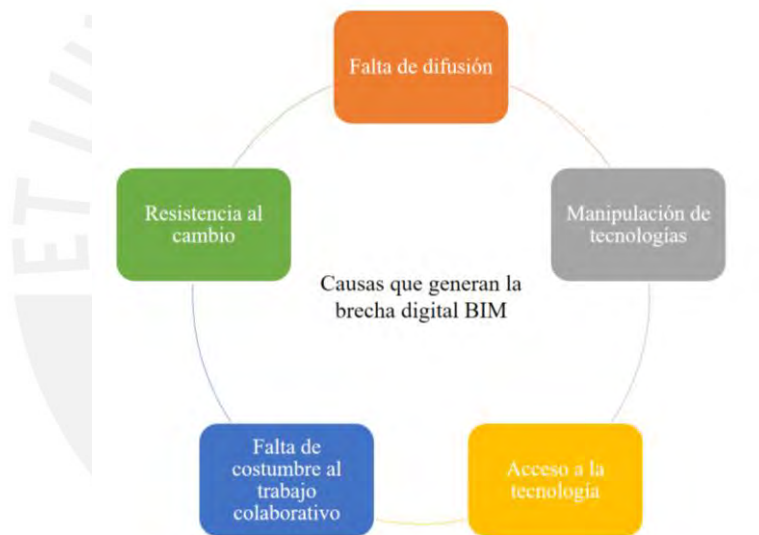 Falta de difusión
Manipulación de
tecnologías
Acceso a la
tecnología
Falta de
costumbre al
trabajo
colaborativo
Resistencia al
cambio
Causas que generan la
brecha digital BIM
ET